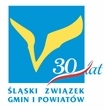 30 lat
ŚLĄSKI ZWIĄZEK
GMIN I POWIATÓW